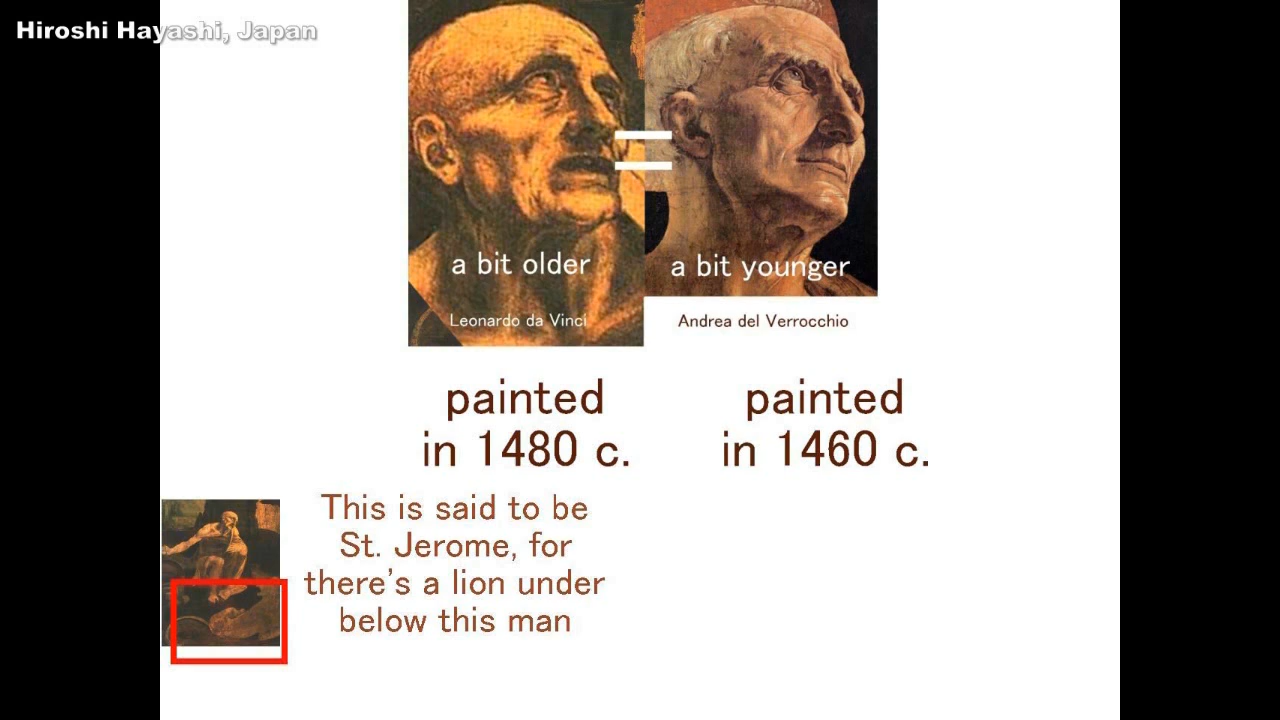 Hiroshi Hayashi, Japan
a bit older
a bit younger
Leonardo da Vinci
Andrea del Verrocchio
painted
in 1480 c.
painted
in 1460 c.
This is said to be
St. Jerome, for
there's a lion under
below this man